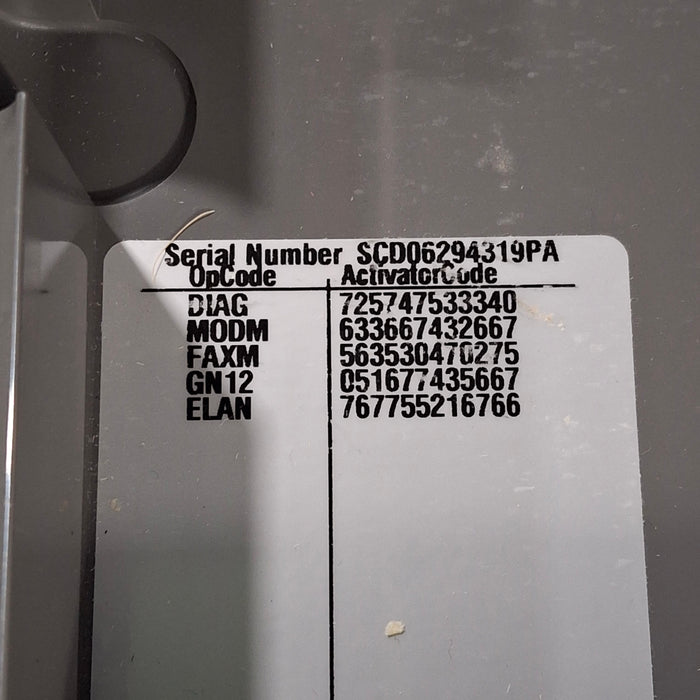 Serial Number SCD06294319PA
OpCode ActivatorCode
DIAG 725747533340
MODM 633667432667
FAXM 563530470275
GN12 051677435667
ELAN 767755216766